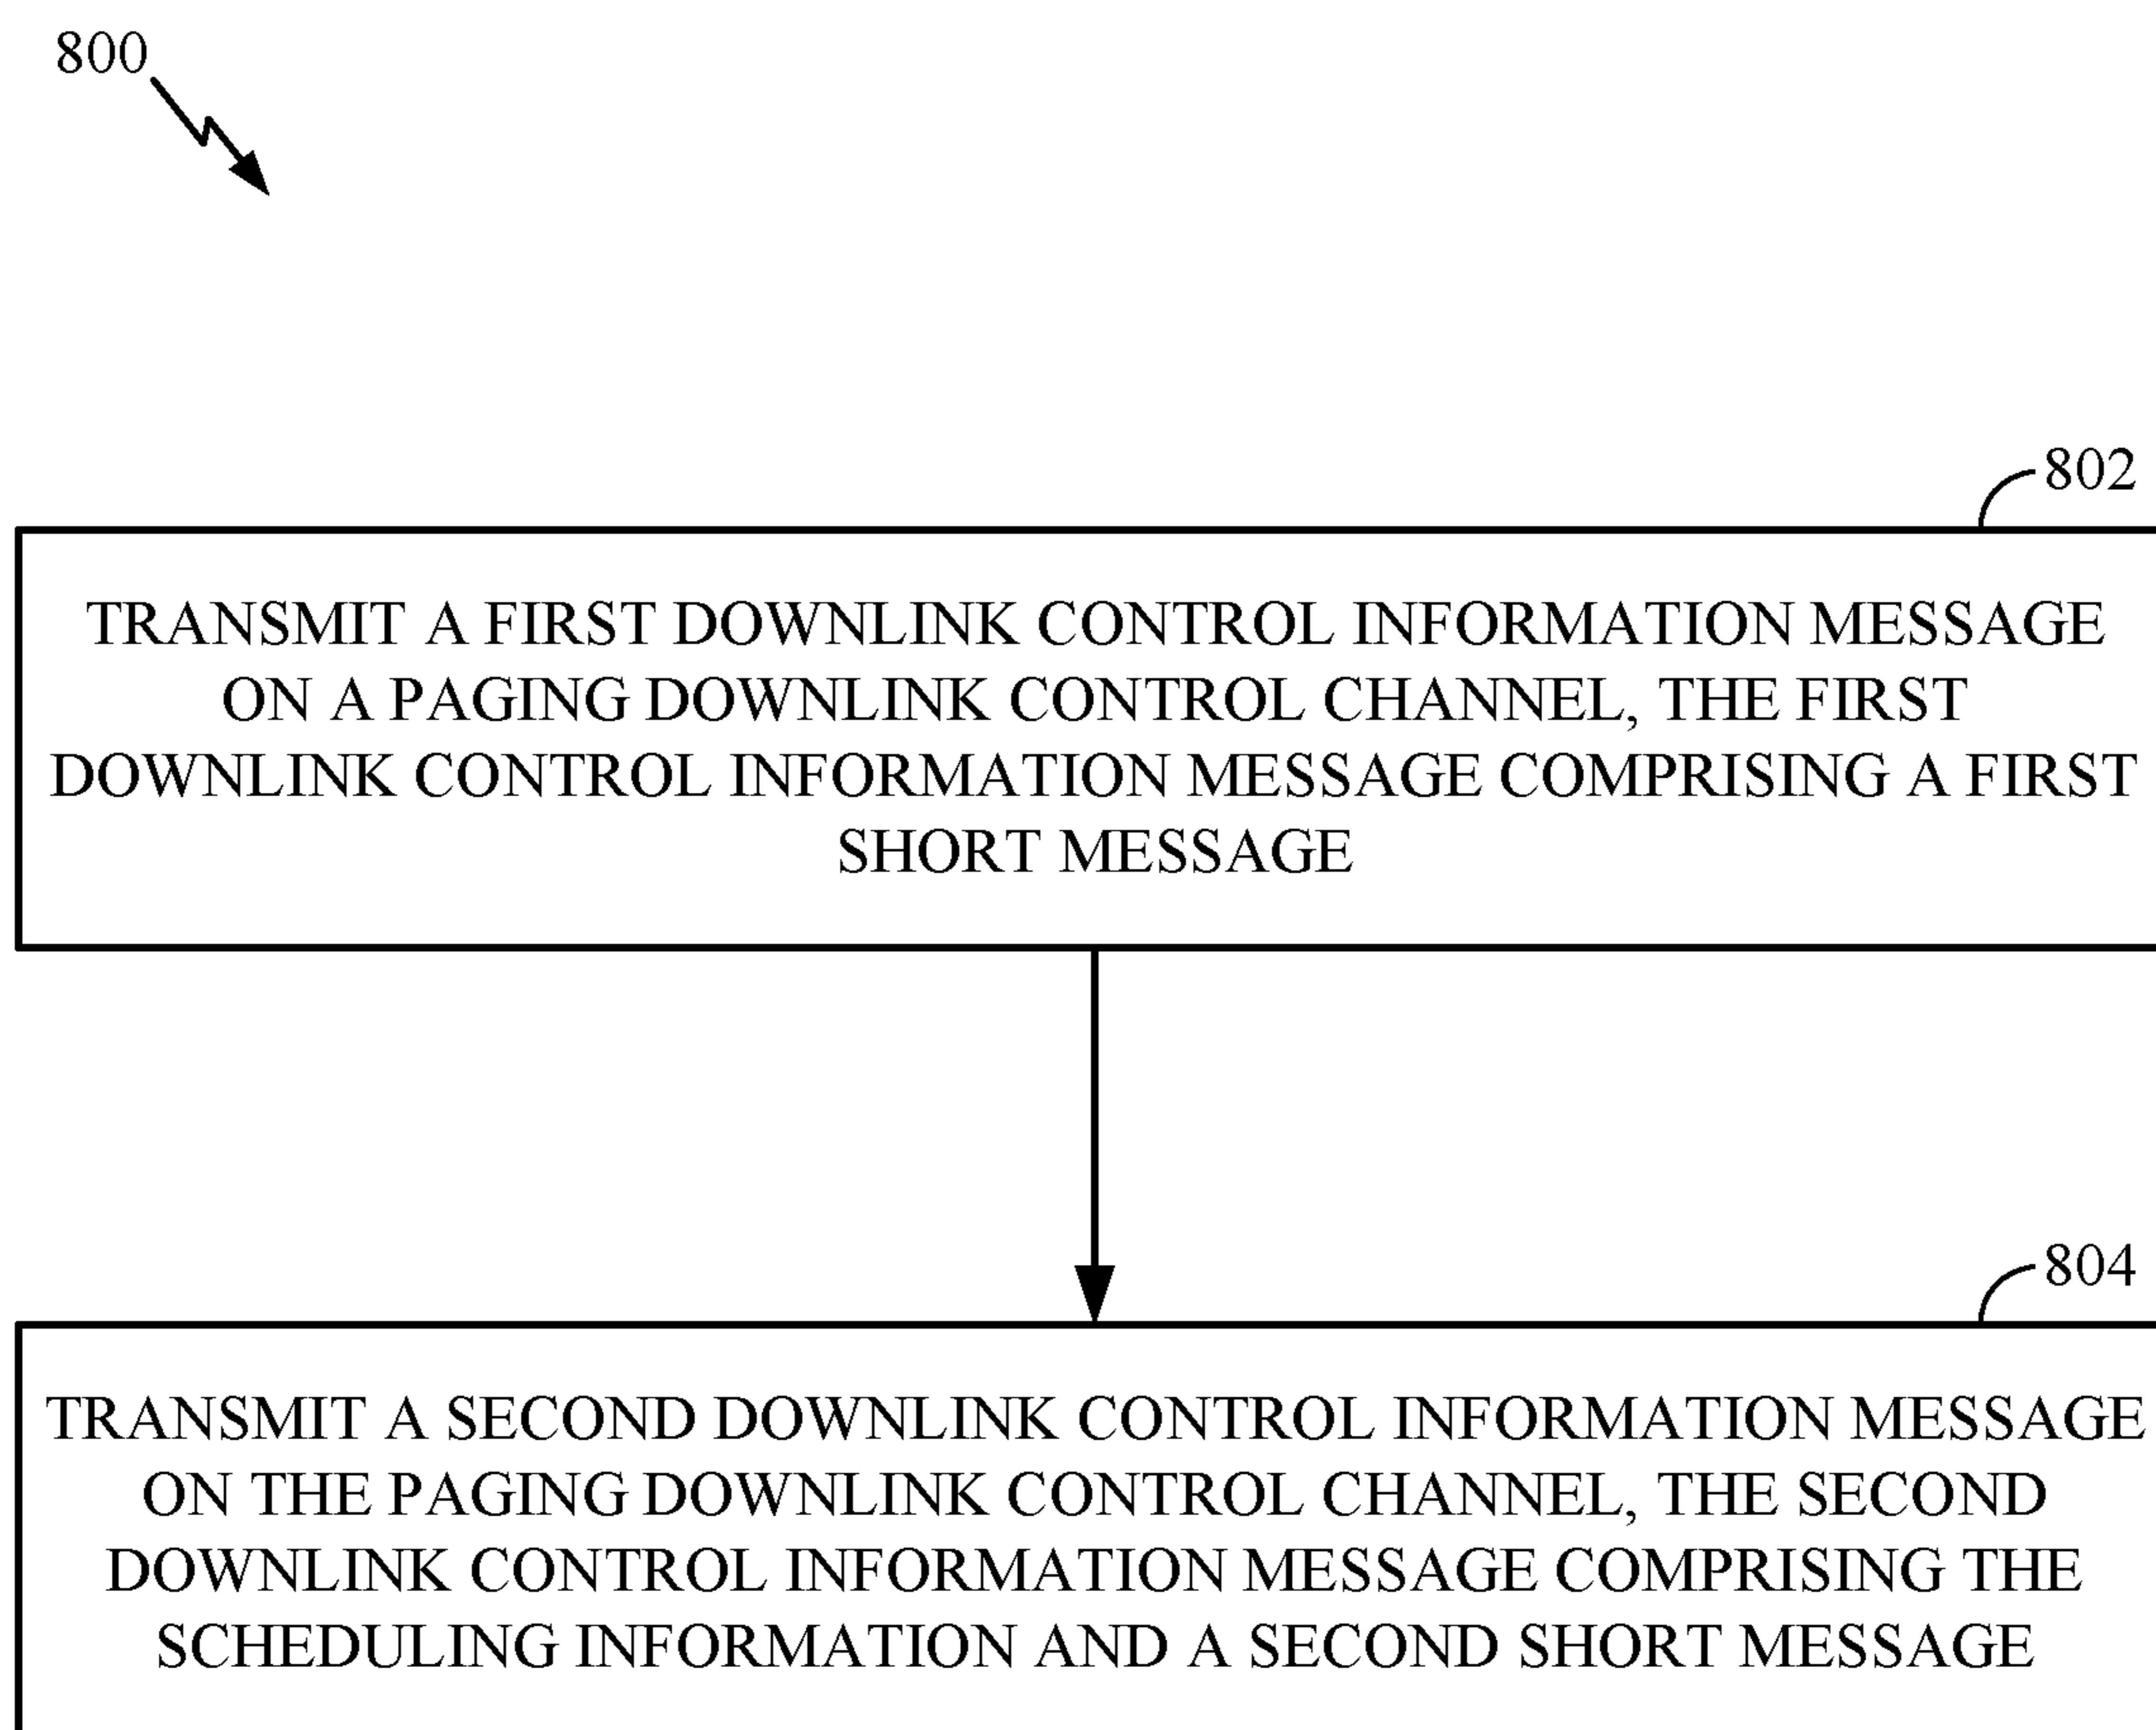 800
802
TRANSMIT A FIRST DOWNLINK CONTROL INFORMATION MESSAGE
ON A PAGING DOWNLINK CONTROL CHANNEL, THE FIRST
DOWNLINK CONTROL INFORMATION MESSAGE COMPRISING A FIRST
SHORT MESSAGE
804
TRANSMIT A SECOND DOWNLINK CONTROL INFORMATION MESSAGE
ON THE PAGING DOWNLINK CONTROL CHANNEL, THE SECOND
DOWNLINK CONTROL INFORMATION MESSAGE COMPRISING THE
SCHEDULING INFORMATION AND A SECOND SHORT MESSAGE